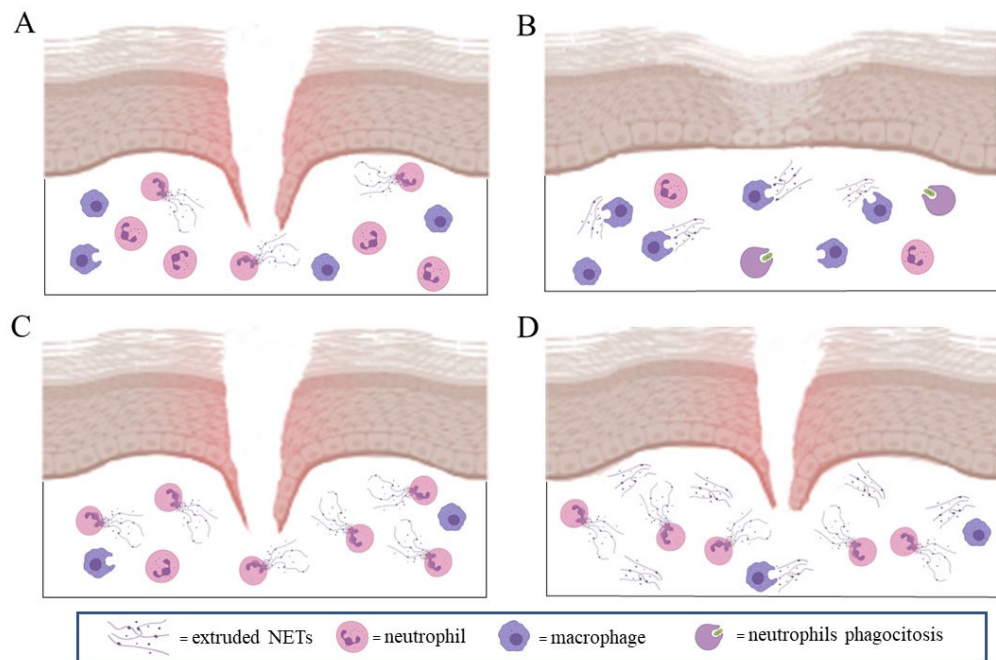 A
B
C
D
= extruded NETs
= neutrophil
= macrophage
= neutrophils phagocitosis